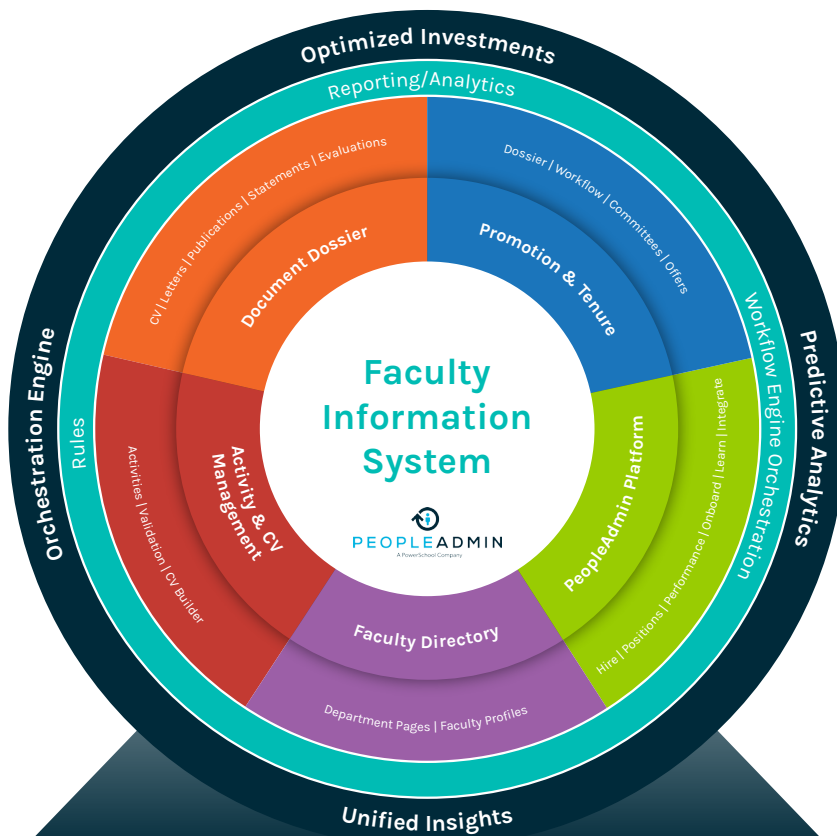 Optimized Investments
Reporting/Analytics
CV | Letters | Publications | Statements | Evaluations
Document Dossier
Dossier | Workflow | Committees | Offers
Promotion & Tenure
Orchestration Engine
Rules
Faculty
Information
System
PEOPLEADMIN
A PowerSchool Company
Workflow Engine Orchestration
Predictive Analytics
Activity & CV
Management
Activities | Validation | CV Builder
PeopleAdmin Platform
Hire | Positions | Performance | Onboard | Learn | Integrate
Faculty Directory
Department Pages | Faculty Profiles
Unified Insights